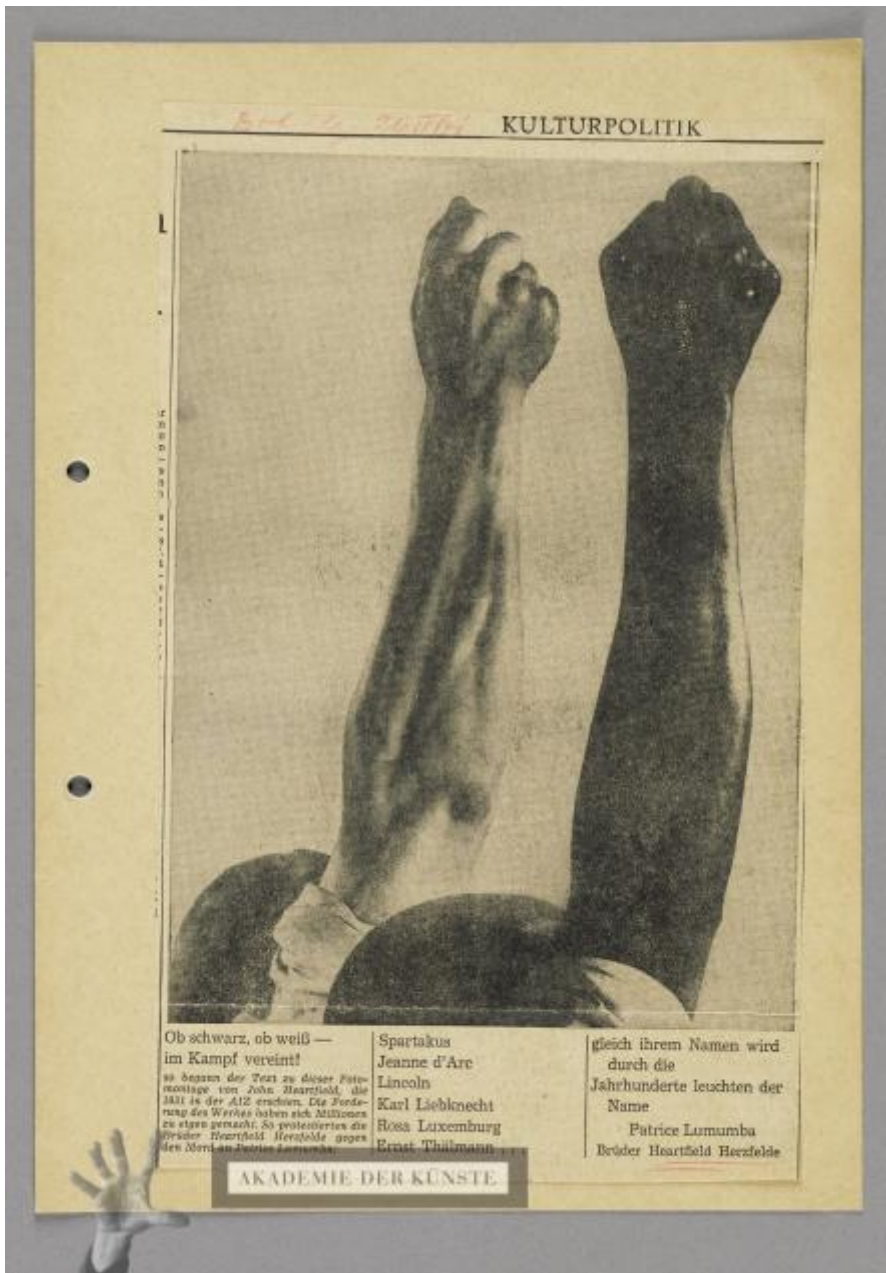 KULTURPOLITIK
Ob schwarz, ob weiß —
im Kampf vereint!
so begann der Text zu dieser Foto-
montage von John Heartfield, die
1931 in der AIZ erschien. Die Forde-
rung des Werkes haben sich Millionen
zu eigen gemacht. So protestierten die
Brüder Heartfield Herzfelde gegen
den Mord an Patrice Lumumba.
Spartakus
Jeanne d'Arc
Lincoln
Karl Liebknecht
Rosa Luxemburg
Ernst Thälmann
gleich ihrem Namen wird
durch die
Jahrhunderte leuchten der
Name
Patrice Lumumba
Brüder Heartfield Herzfelde
AKADEMIE DER KÜNSTE